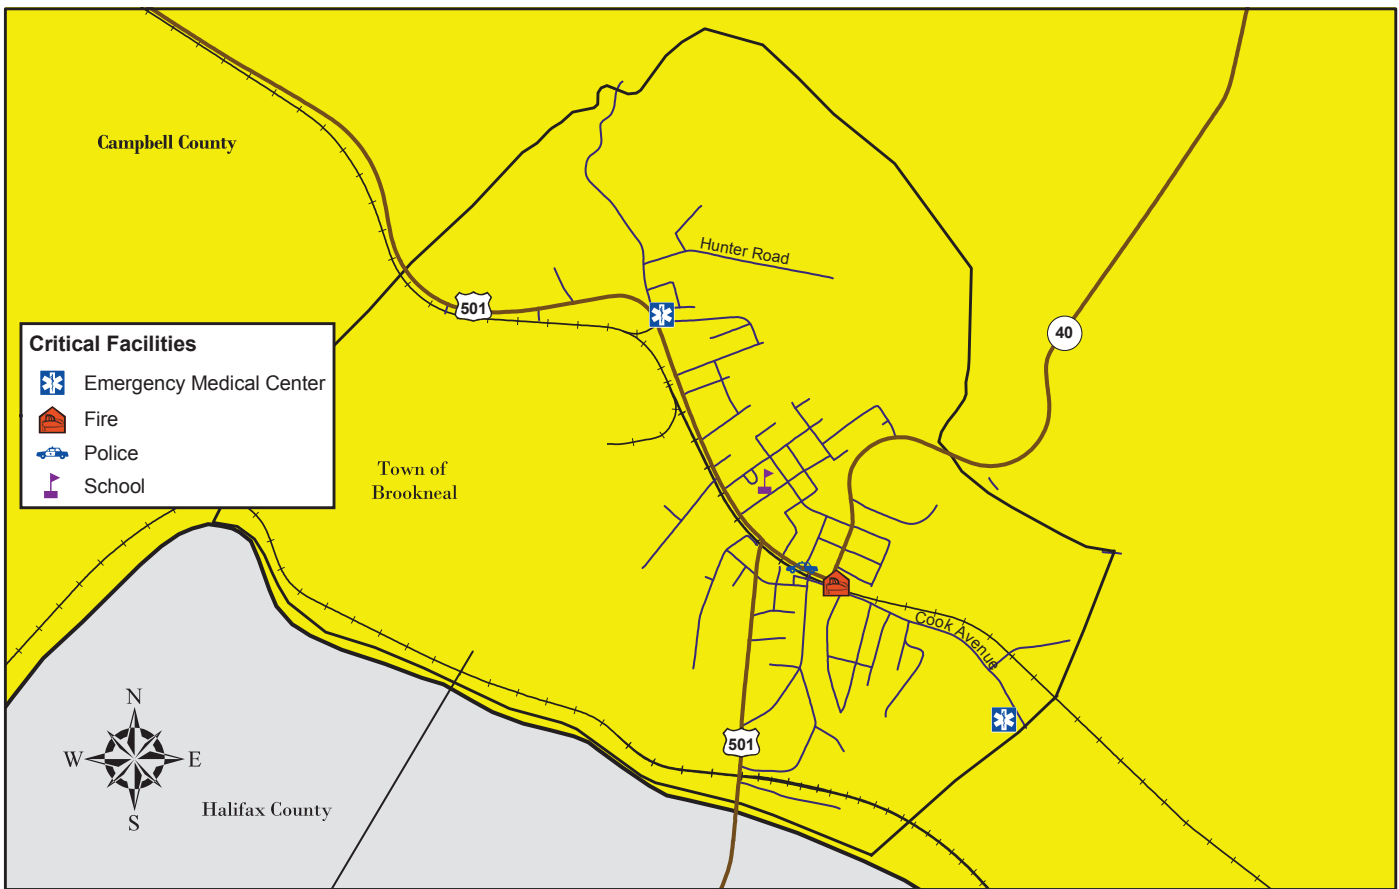 Campbell County
Hunter Road
501
40
Critical Facilities
Emergency Medical Center
Fire
Police
School
Town of
Brookneal
Cook Avenue
N
W
E
S
501
Halifax County